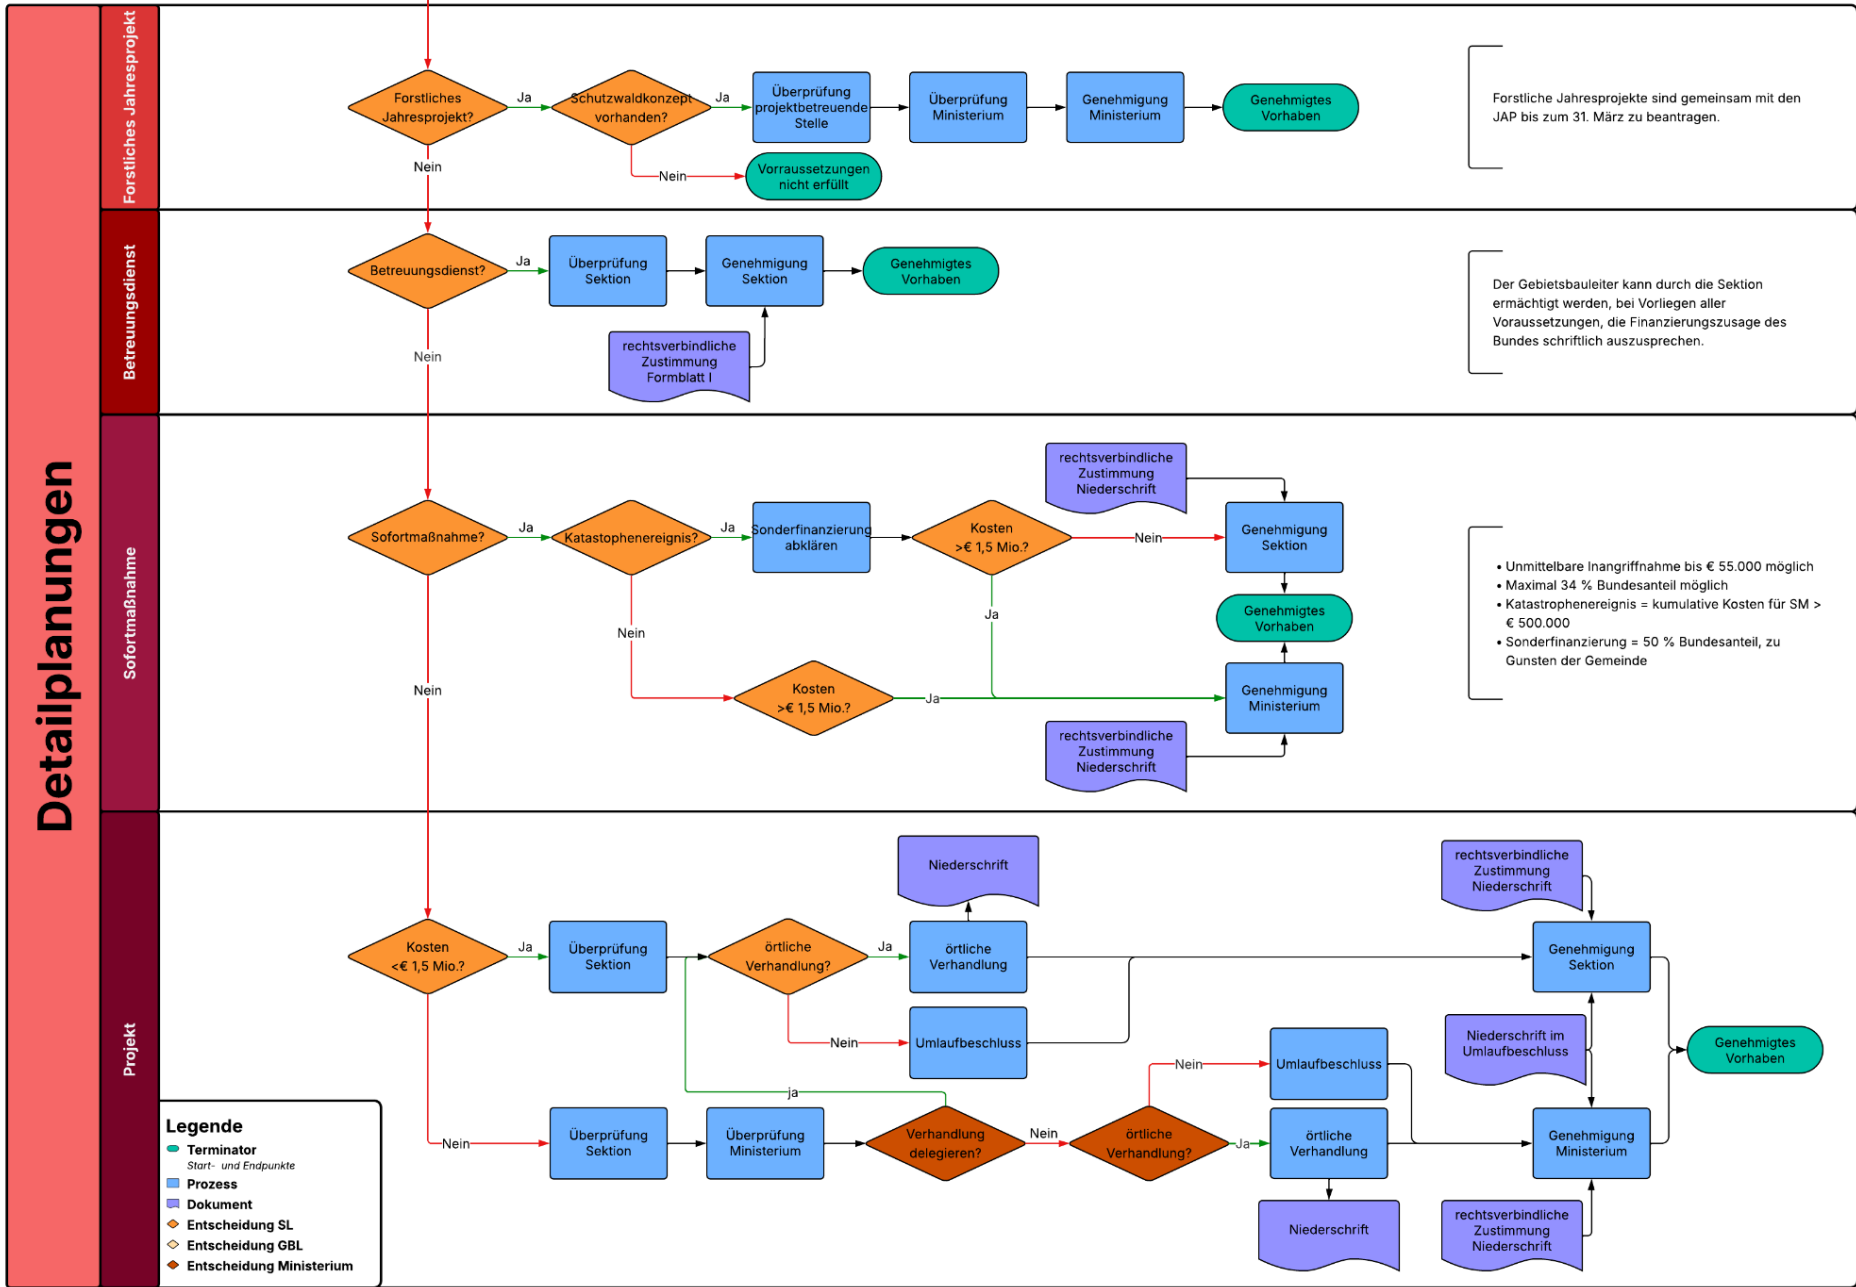 Detailplanungen
Forstliches Jahresprojekt
Forstliches
Jahresprojekt?
Ja
Schutzwaldkonzept
vorhanden?
Ja
Überprüfung
projektbetreuende
Stelle
Überprüfung
Ministerium
Genehmigung
Ministerium
Genehmigtes
Vorhaben
Forstliche Jahresprojekte sind gemeinsam mit den
JAP bis zum 31. März zu beantragen.
Nein
Nein
Vorraussetzungen
nicht erfüllt
Betreuungsdienst
Betreuungsdienst?
Ja
Überprüfung
Sektion
Genehmigung
Sektion
Genehmigtes
Vorhaben
rechtsverbindliche
Zustimmung
Formblatt I
Der Gebietsbauleiter kann durch die Sektion
ermächtigt werden, bei Vorliegen aller
Voraussetzungen, die Finanzierungszusage des
Bundes schriftlich auszusprechen.
Nein
Sofortmaßnahme
rechtsverbindliche
Zustimmung
Niederschrift
Sofortmaßnahme?
Ja
Katastophenereignis?
Ja
Sonderfinanzierung
abklären
Kosten
>€ 1,5 Mio.?
Nein
Genehmigung
Sektion
Genehmigtes
Vorhaben
Ja
Nein
Nein
Kosten
>€ 1,5 Mio.?
Ja
Genehmigung
Ministerium
rechtsverbindliche
Zustimmung
Niederschrift
• Unmittelbare Inangriffnahme bis € 55.000 möglich
• Maximal 34 % Bundesanteil möglich
• Katastrophenereignis = kumulative Kosten für SM >
€ 500.000
• Sonderfinanzierung = 50 % Bundesanteil, zu
Gunsten der Gemeinde
Projekt
Niederschrift
rechtsverbindliche
Zustimmung
Niederschrift
Kosten
<€ 1,5 Mio.?
Ja
Überprüfung
Sektion
örtliche
Verhandlung?
Ja
örtliche
Verhandlung
Genehmigung
Sektion
Nein
Umlaufbeschluss
Niederschrift im
Umlaufbeschluss
Genehmigtes
Vorhaben
Nein
Umlaufbeschluss
ja
Nein
Überprüfung
Sektion
Überprüfung
Ministerium
Verhandlung
delegieren?
Nein
örtliche
Verhandlung?
Ja
örtliche
Verhandlung
Genehmigung
Ministerium
Niederschrift
rechtsverbindliche
Zustimmung
Niederschrift
Legende
Terminator
Start- und Endpunkte
Prozess
Dokument
Entscheidung SL
Entscheidung GBL
Entscheidung Ministerium